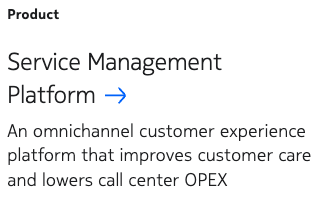 Product
Service Management
Platform →
An omnichannel customer experience
platform that improves customer care
and lowers call center OPEX